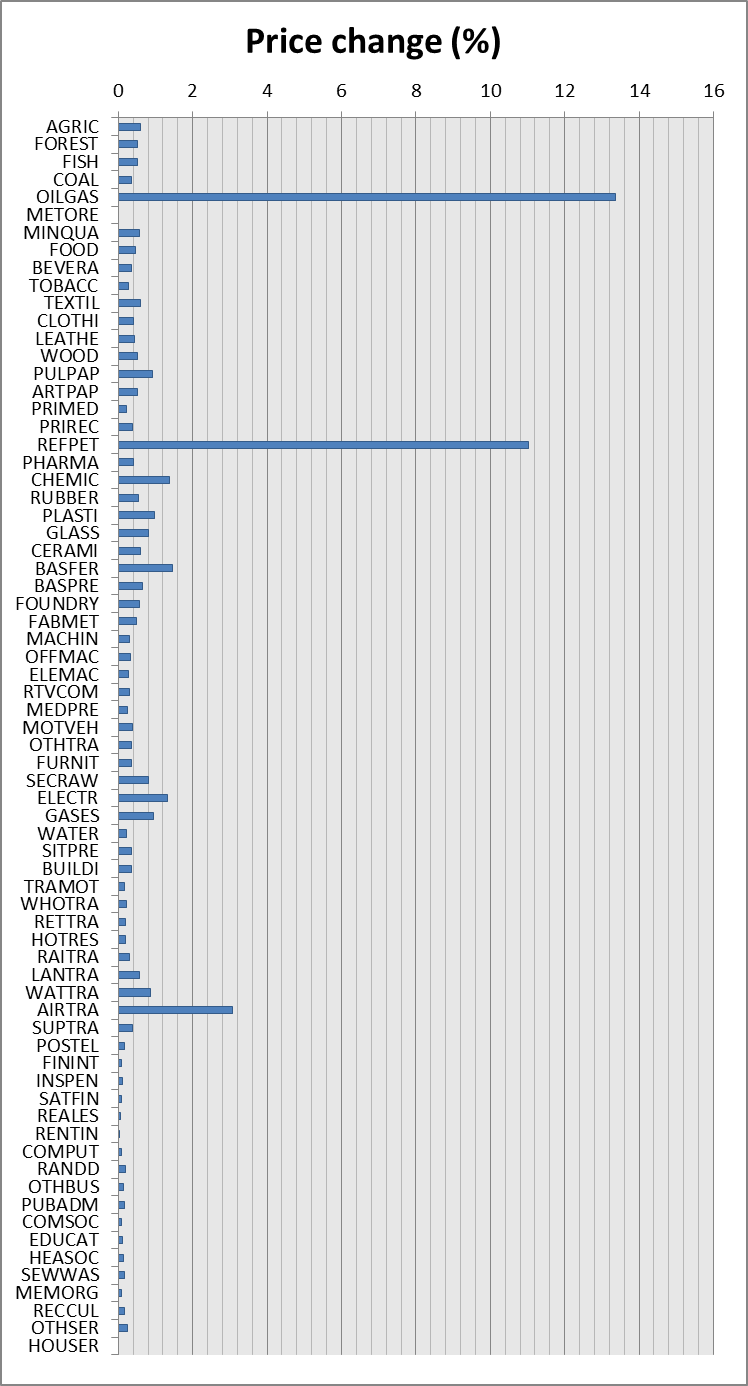 Price change (%)
0 2 4 6 8 10 12 14 16
AGRIC
FOREST
FISH
COAL
OILGAS
METORE
MINQUA
FOOD
BEVERA
TOBACC
TEXTIL
CLOTHI
LEATHE
WOOD
PULPAP
ARTPAP
PRIMED
PRIREC
REFPET
PHARMA
CHEMIC
RUBBER
PLASTI
GLASS
CERAMI
BASFER
BASPRE
FOUNDRY
FABMET
MACHIN
OFFMAC
ELEMAC
RTVCOM
MEDPRE
MOTVEH
OTHTRA
FURNIT
SECRAW
ELECTR
GASES
WATER
SITPRE
BUILDI
TRAMOT
WHOTRA
RETTRA
HOTRES
RAITRA
LANTRA
WATTRA
AIRTRA
SUPTRA
POSTEL
FININT
INSPEN
SATFIN
REALES
RENTIN
COMPUT
RANDD
OTHBUS
PUBADM
COMSOC
EDUCAT
HEASOC
SEWWAS
MEMORG
RECCUL
OTHSER
HOUSER